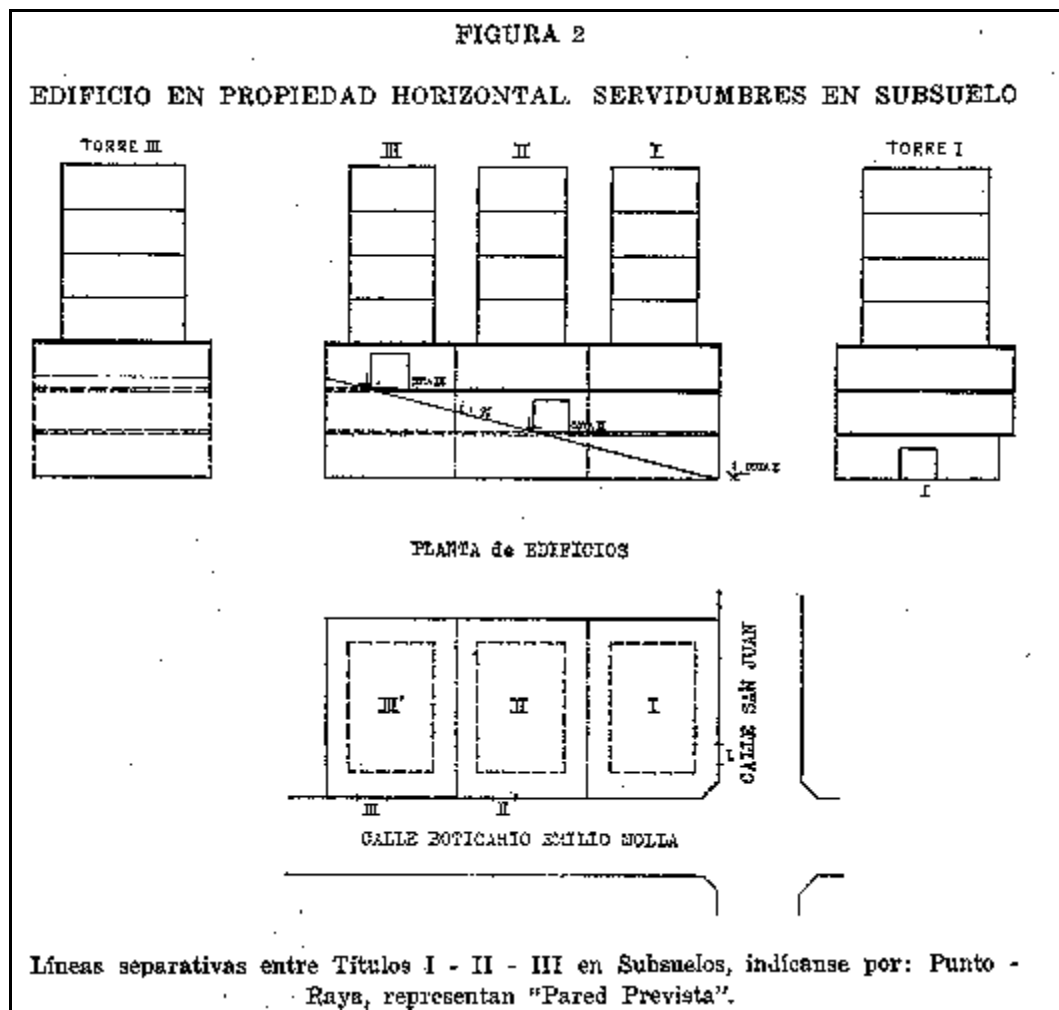 FIGURA 2
EDIFICIO EN PROPIEDAD HORIZONTAL. SERVIDUMBRES EN SUBSUELO
TORRE III
III
II
I
TORRE I
I
PLANTA de EDIFICIOS
III
II
I
CALLE SAN JUAN
I
III
II
CALLE BOTICARIO EMILIO MOLLA
Líneas separativas entre Títulos I - II - III en Subsuelos, indícanse por: Punto -
Raya, representan "Pared Prevista".